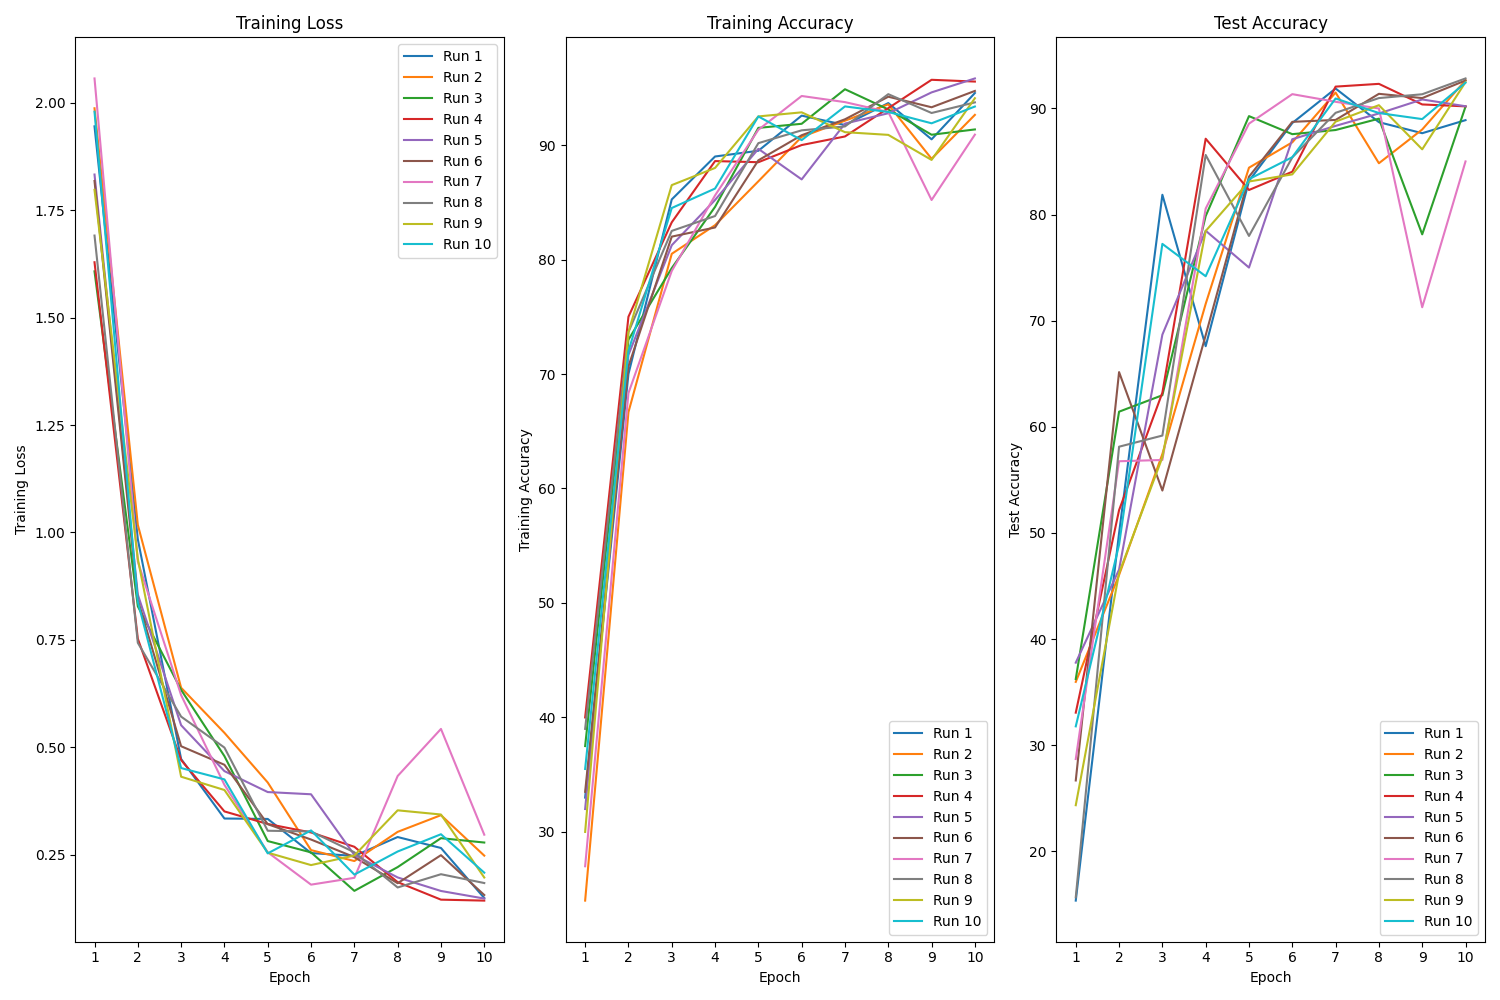 Training Loss
Training Loss
2.00
1.75
1.50
1.25
1.00
0.75
0.50
0.25
1 2 3 4 5 6 7 8 9 10
Epoch
Run 1
Run 2
Run 3
Run 4
Run 5
Run 6
Run 7
Run 8
Run 9
Run 10
Training Accuracy
Training Accuracy
90
80
70
60
50
40
30
1 2 3 4 5 6 7 8 9 10
Epoch
Run 1
Run 2
Run 3
Run 4
Run 5
Run 6
Run 7
Run 8
Run 9
Run 10
Test Accuracy
Test Accuracy
90
80
70
60
50
40
30
20
1 2 3 4 5 6 7 8 9 10
Epoch
Run 1
Run 2
Run 3
Run 4
Run 5
Run 6
Run 7
Run 8
Run 9
Run 10